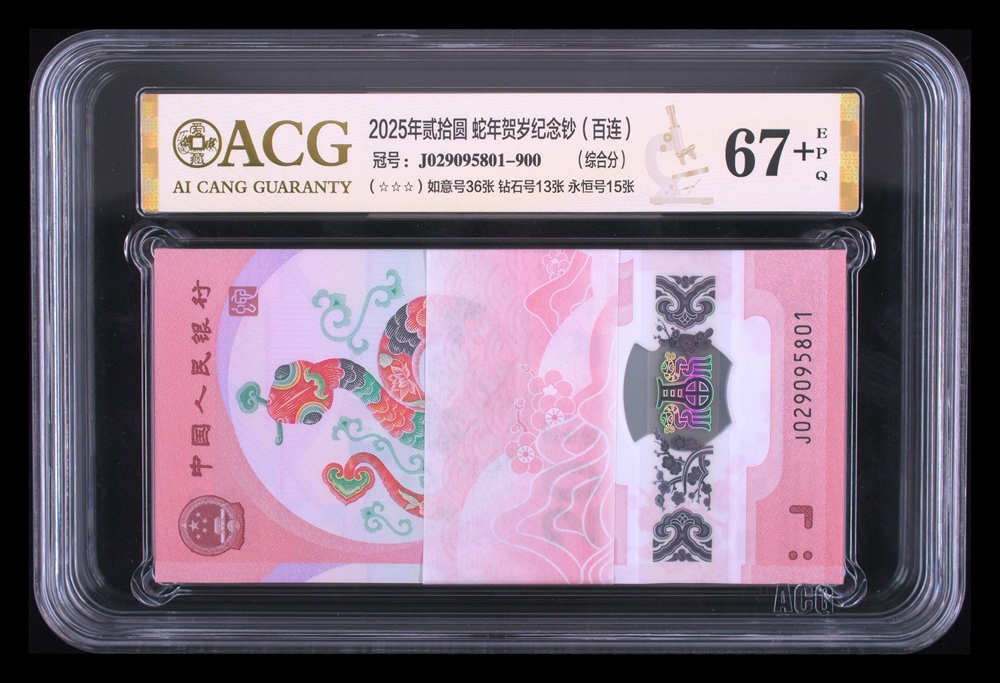 ACG
AI CANG GUARANTY
2025年贰拾圆 蛇年贺岁纪念钞(百连)
冠号:J029095801-900 (综合分)
(☆☆☆)如意号36张 钻石号13张 永恒号15张
67+
EPQ
中国人民银行
J029095801
ACG